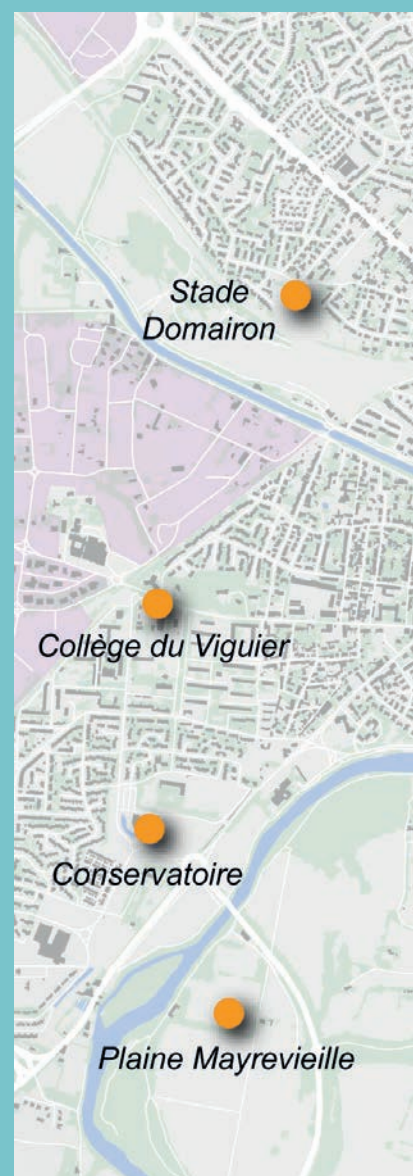 Stade
Domairon
Collège du Viguier
Conservatoire
Plaine Mayrevieille